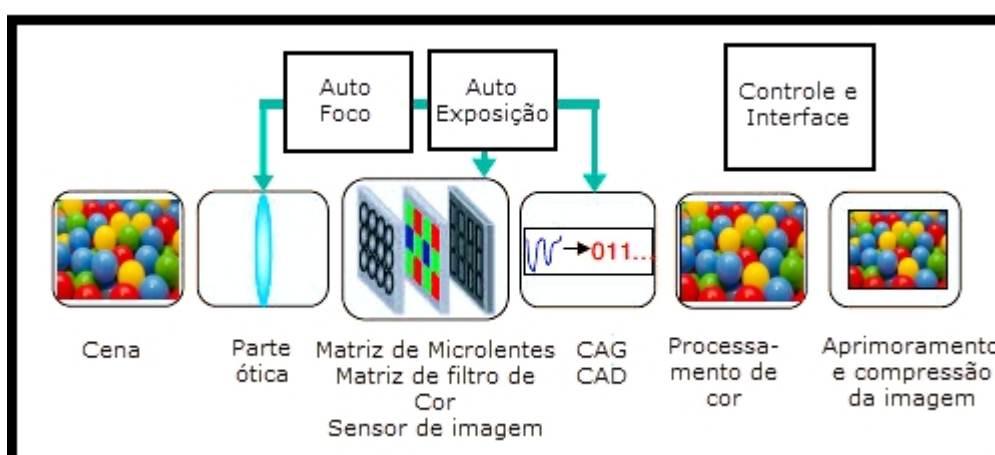 Auto
Foco
Auto
Exposição
Controle e
Interface
011...
Cena
Parte
ótica
Matriz de Microlentes
Matriz de filtro de
Cor
Sensor de imagem
CAG
CAD
Processa-
mento de
cor
Aprimoramento
e compressão
da imagem